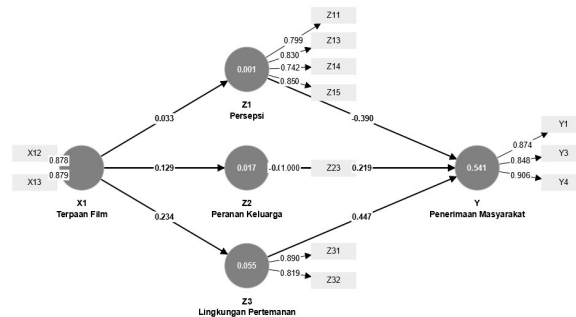 Z11
0.799
Z13
0.830
0.001
0.742
Z14
0.850
Z15
Z1
Persepsi
0.033
-0.390
Y1
X12
0.874
0.878
0.129
0.017
1.000
Z23
0.219
0.541
0.848
Y3
0.879
X13
0.906
Y4
X1
Terpaan Film
Z2
Peranan Keluarga
Y
Penerimaan Masyarakat
0.234
0.447
0.890
Z31
0.055
0.819
Z32
Z3
Lingkungan Pertemanan